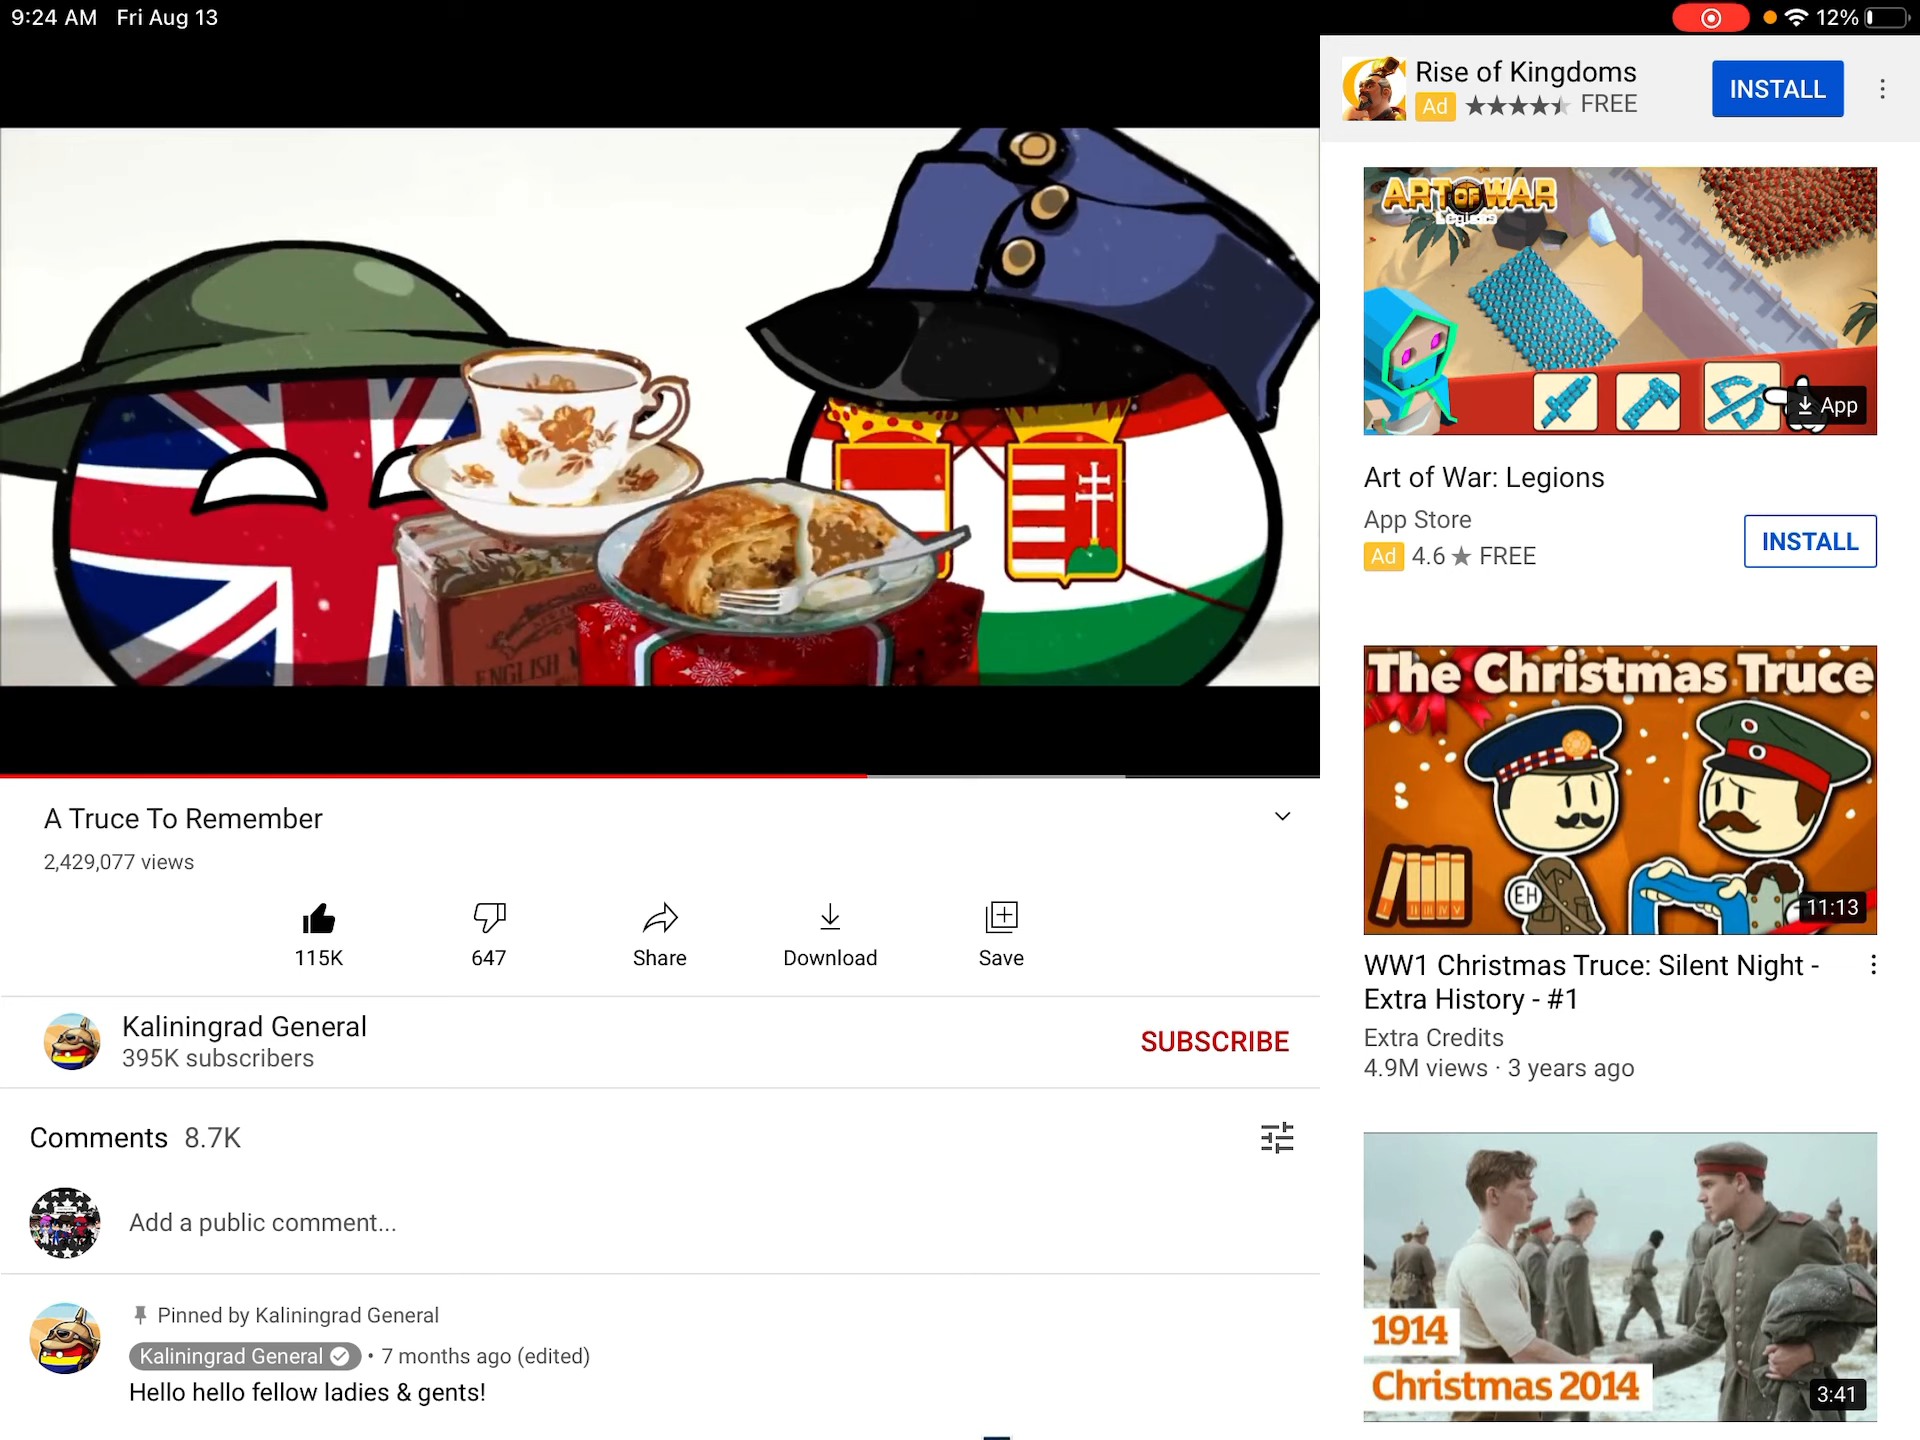 9:24 AM Fri Aug 13
12%
ENGLISH
A Truce To Remember
2,429,077 views
115K
647
Share
Download
Save
Kaliningrad General
395K subscribers
SUBSCRIBE
Comments 8.7K
Add a public comment...
Pinned by Kaliningrad General
Kaliningrad General • 7 months ago (edited)
Hello hello fellow ladies & gents!
Rise of Kingdoms
Ad FREE
INSTALL
ART OF WAR
Legions
App
Art of War: Legions
App Store
Ad 4.6 ★ FREE
INSTALL
The Christmas Truce
EH
I II III IV V
11:13
WW1 Christmas Truce: Silent Night -
Extra History - #1
Extra Credits
4.9M views · 3 years ago
1914
Christmas 2014
3:41